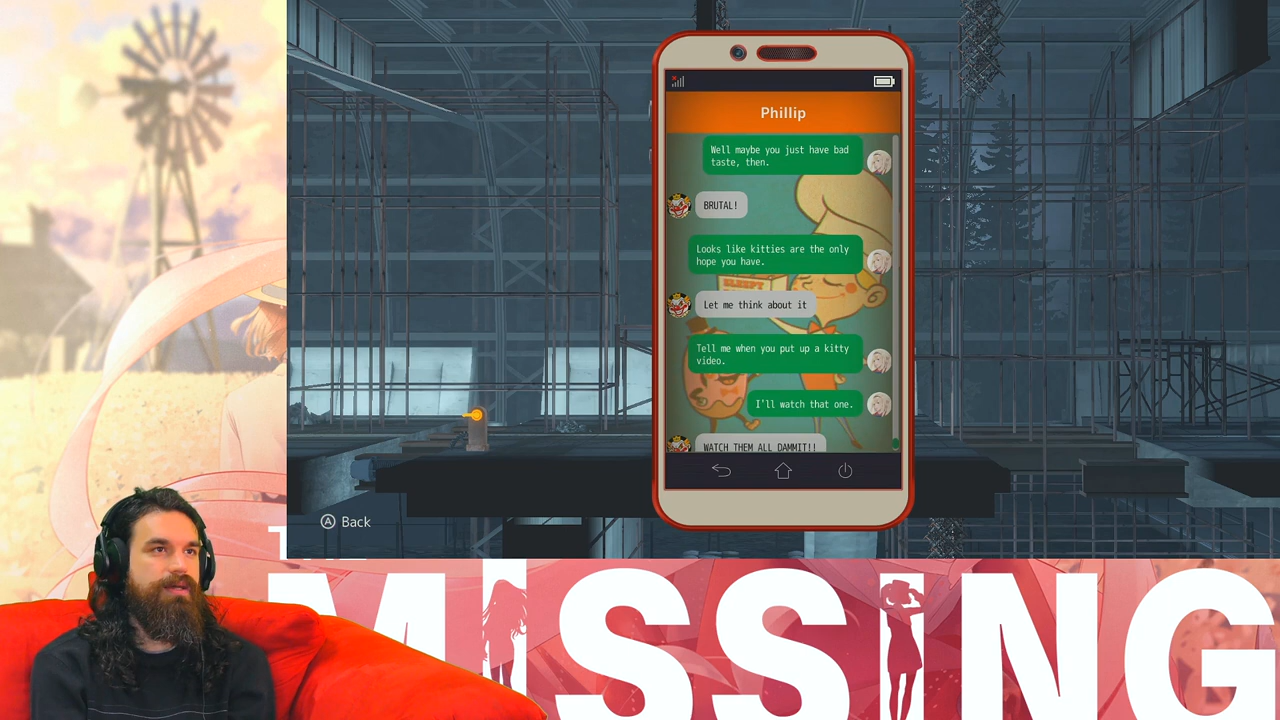 Phillip
Well maybe you just have bad
taste, then.
BRUTAL!
Looks like kitties are the only
hope you have.
Let me think about it
Tell me when you put up a kitty
video.
I'll watch that one.
WATCH THEM ALL DAMMIT!!
SLEEPY
A Back
MISSING